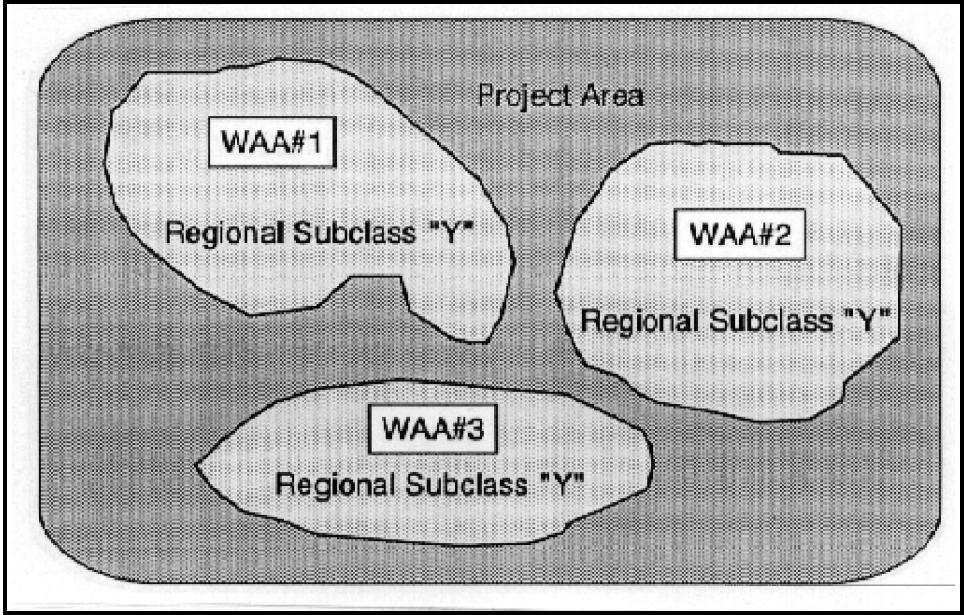 Project Area
WAA#1
Regional Subclass "Y"
WAA#2
Regional Subclass "Y"
WAA#3
Regional Subclass "Y"